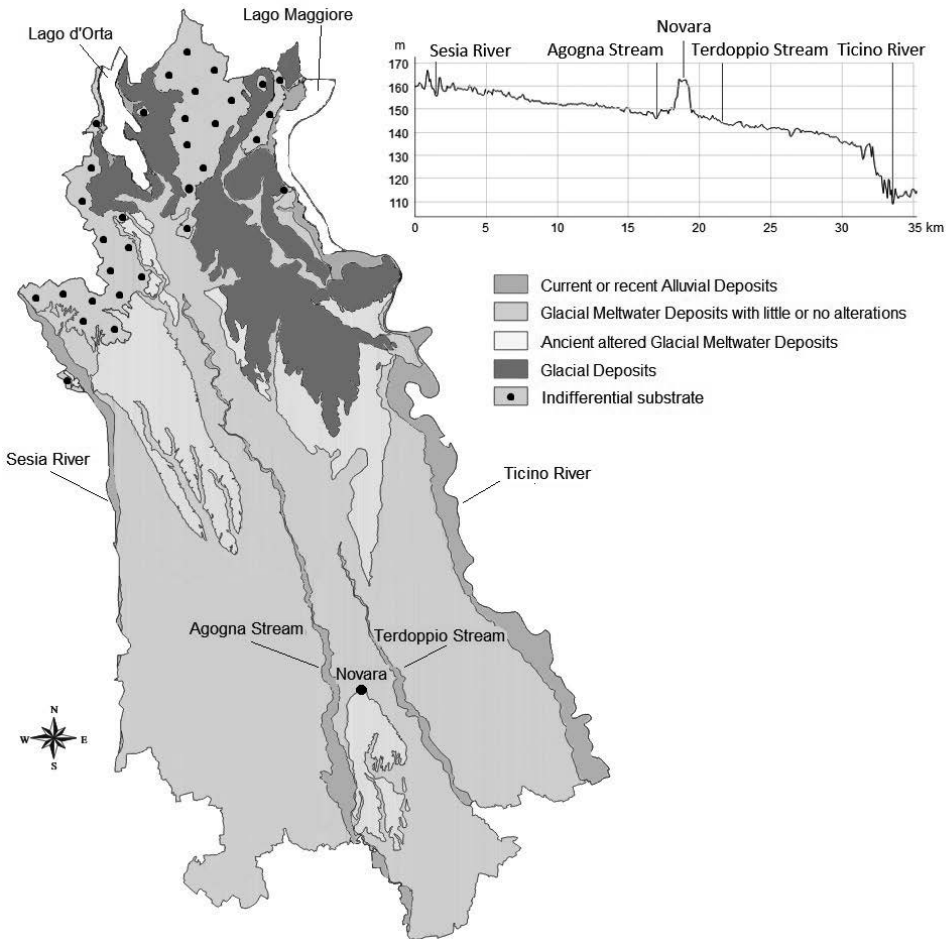 Lago Maggiore
Lago d'Orta
Novara
m
Sesia River
Agogna Stream
Terdoppio Stream
Ticino River
170
160
150
140
130
120
110
0
5
10
15
20
25
30
35 km
Current or recent Alluvial Deposits
Glacial Meltwater Deposits with little or no alterations
Ancient altered Glacial Meltwater Deposits
Glacial Deposits
Indifferential substrate
Sesia River
Ticino River
Agogna Stream
Terdoppio Stream
Novara
N
W
E
S